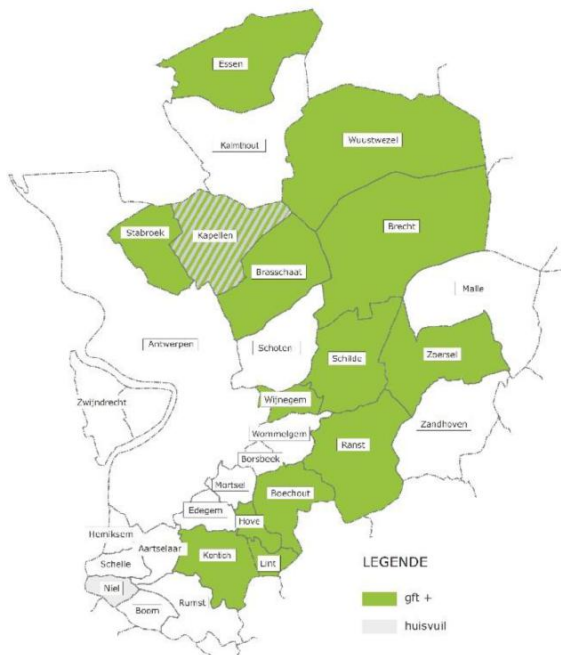 Essen
Kalmthout
Wuustwezel
Stabroek
Kapellen
Brecht
Brasschaat
Malle
Antwerpen
Schoten
Schilde
Zoersel
Zwijndrecht
Wijnegem
Wommelgem
Zandhoven
Ranst
Borsbeek
Mortsel
Boechout
Edegem
Hove
Hemiksem
Aartselaar
Kontich
Lint
Schelle
Niel
Rumst
Boom
LEGENDE
gft +
huisvuil